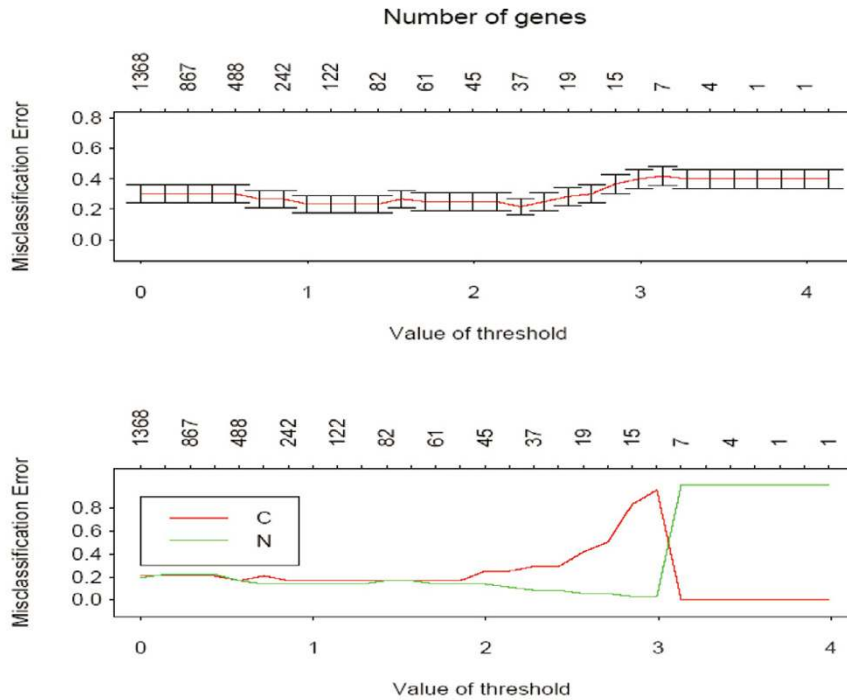 Number of genes
1368 867 488 242 122 82 61 45 37 19 15 7 4 1 1
Misclassification Error
0.8
0.6
0.4
0.2
0.0
0 1 2 3 4
Value of threshold
1368 867 488 242 122 82 61 45 37 19 15 7 4 1 1
Misclassification Error
0.8
0.6
0.4
0.2
0.0
C
N
0 1 2 3 4
Value of threshold